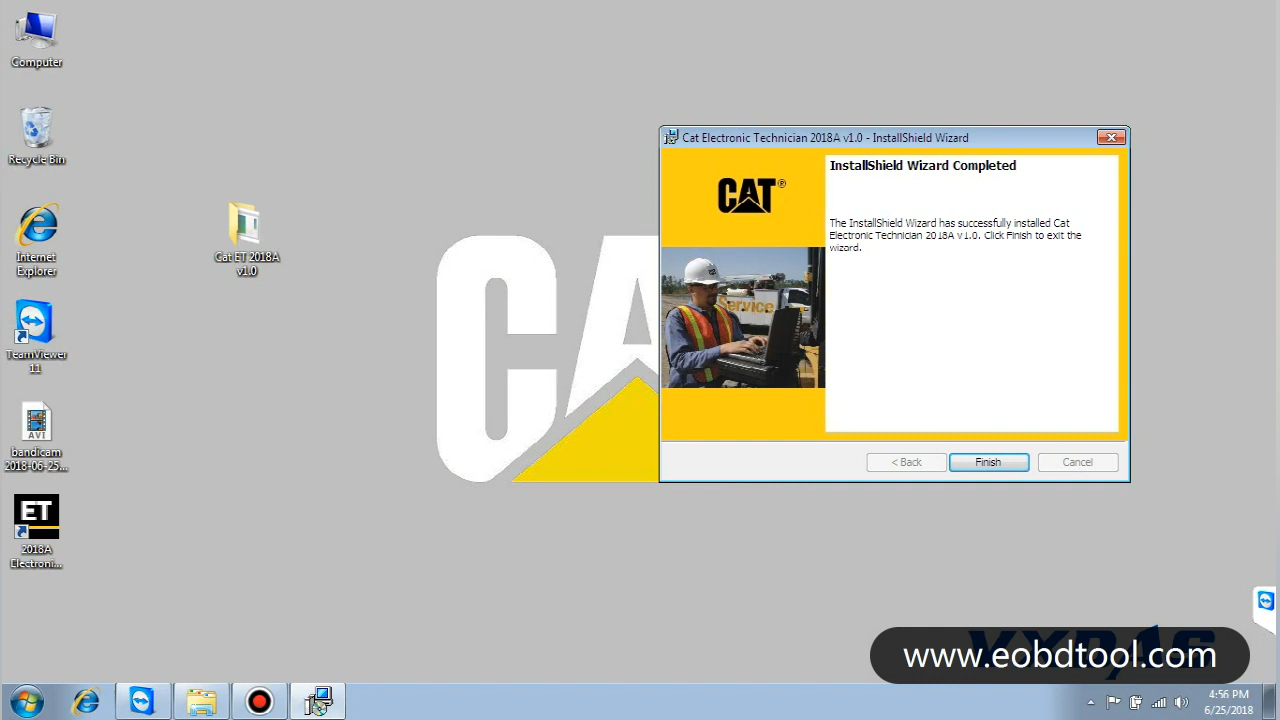 Computer
Recycle Bin
Internet
Explorer
TeamViewer
11
AVI
bandicam
2018-06-25...
ET
2018A
Electroni...
Cat ET 2018A
v1.0
CA
Cat Electronic Technician 2018A v1.0 - InstallShield Wizard
CAT®
Service
InstallShield Wizard Completed
The InstallShield Wizard has successfully installed Cat
Electronic Technician 2018A v1.0. Click Finish to exit the
wizard.
< Back
Finish
Cancel
www.eobdtool.com
4:56 PM
6/25/2018